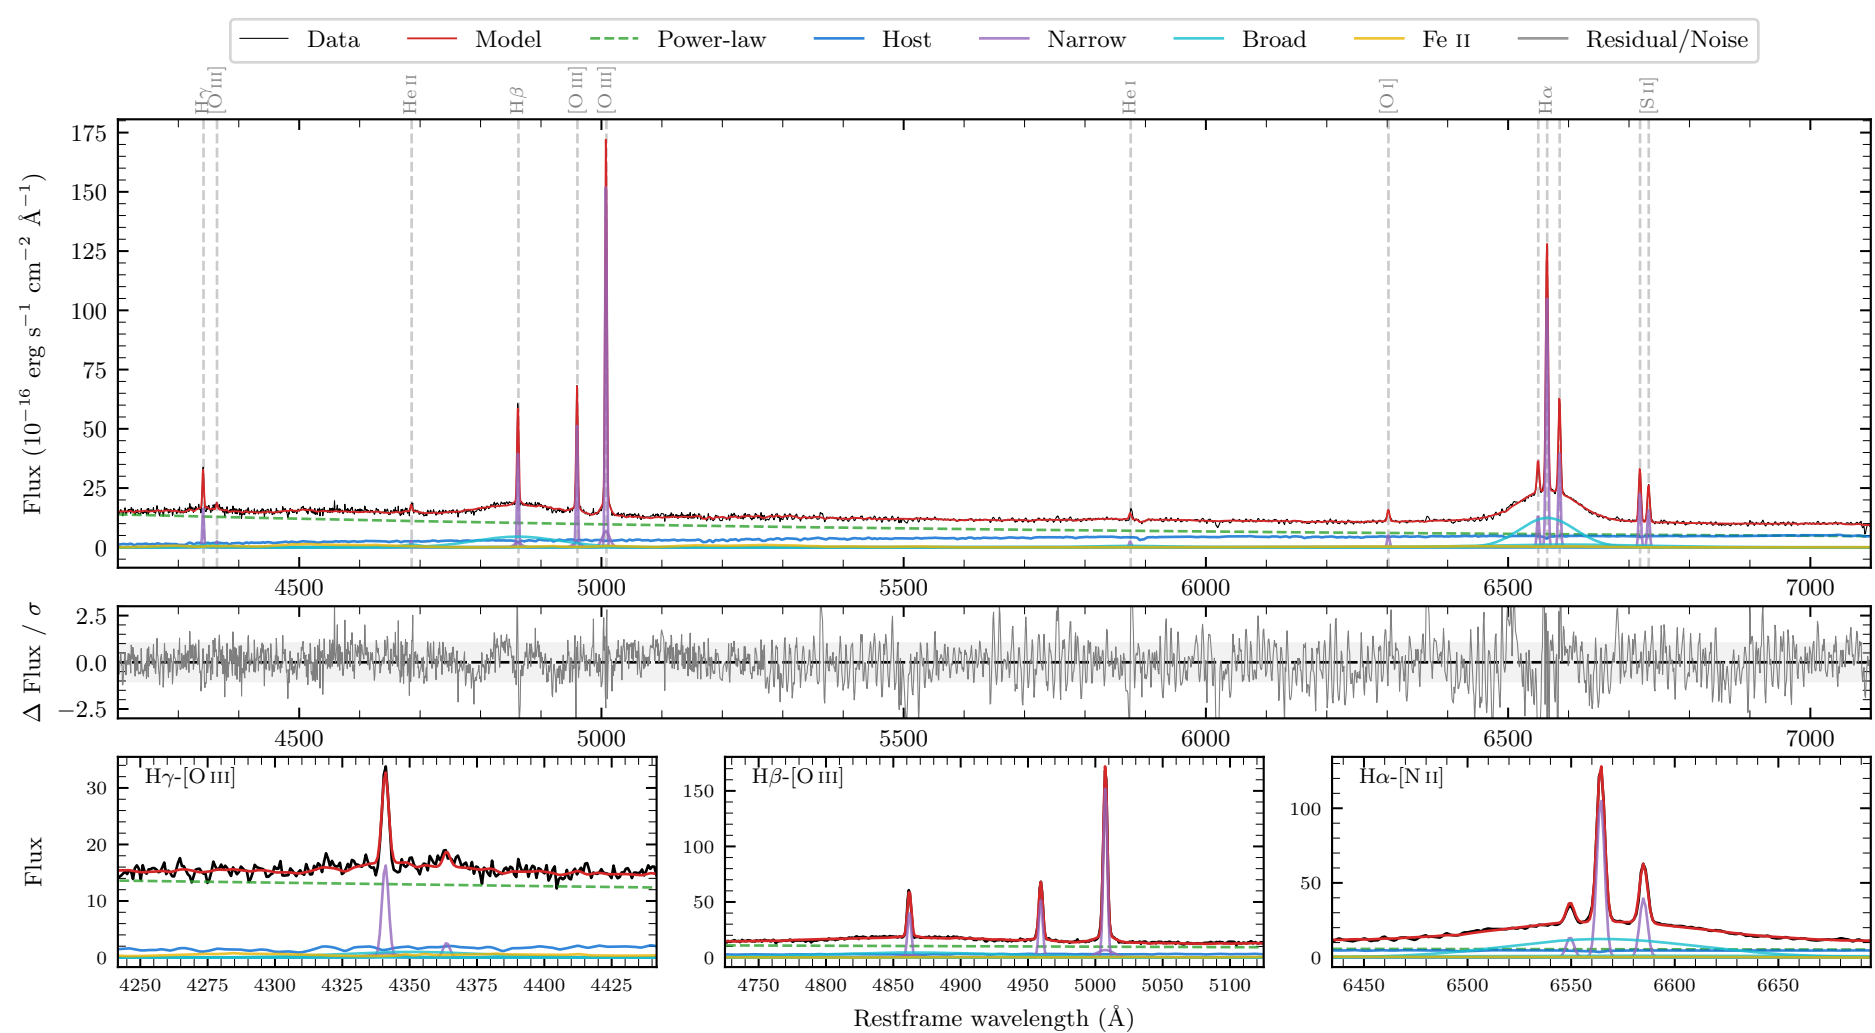 Data Model Power-law Host Narrow Broad Fe II Residual/Noise
Hγ [O III] He II Hβ [O III] [O III] He I [O I] Hα [S II]
Flux (10−16 erg s−1 cm−2 Å−1)
175
150
125
100
75
50
25
0
4500 5000 5500 6000 6500 7000
Δ Flux / σ
2.5
0.0
−2.5
4500 5000 5500 6000 6500 7000
Flux
Hγ-[O III]
30
20
10
0
4250 4275 4300 4325 4350 4375 4400 4425
Hβ-[O III]
150
100
50
0
4750 4800 4850 4900 4950 5000 5050 5100
Hα-[N II]
100
50
0
6450 6500 6550 6600 6650
Restframe wavelength (Å)